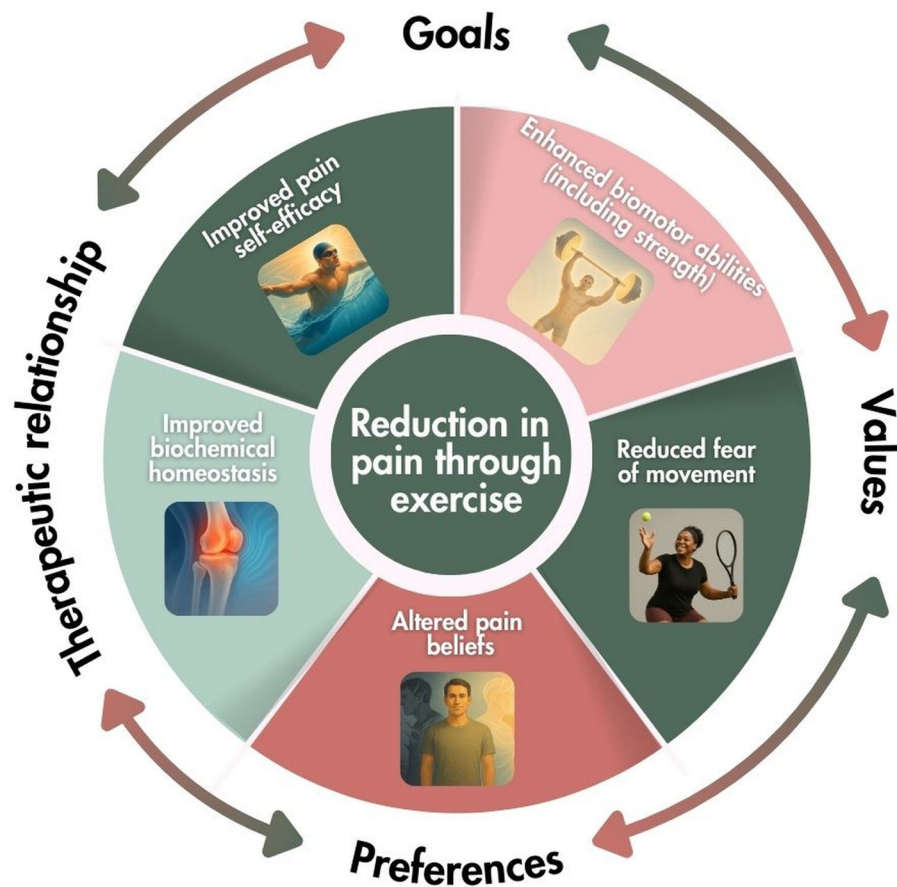 Goals
Improved pain
self-efficacy
Enhanced biomotor abilities
(including strength)
Therapeutic relationship
Values
Improved
biochemical
homeostasis
Reduction in
pain through
exercise
Reduced fear
of movement
Altered pain
beliefs
Preferences